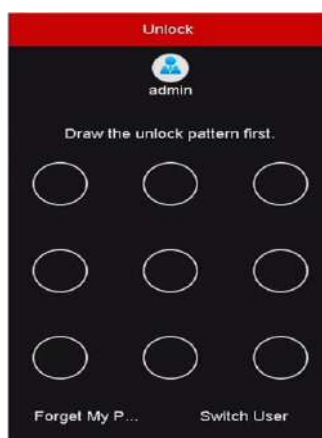 Unlock
admin
Draw the unlock pattern first.
Forget My P... Switch User